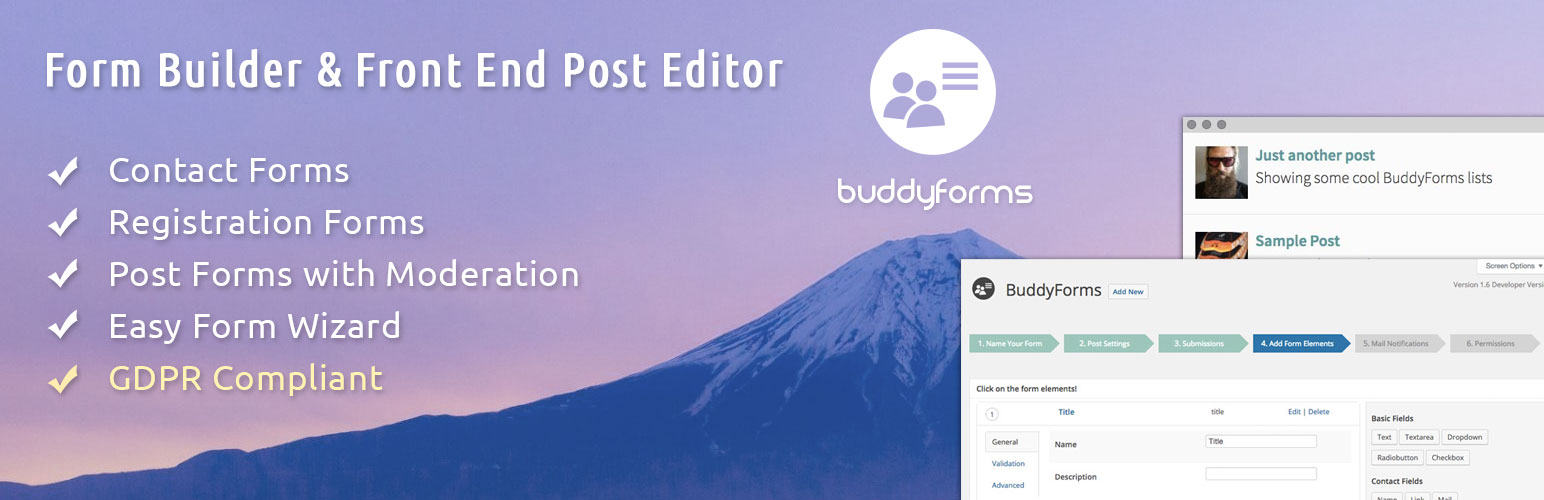 Form Builder & Front End Post Editor
Contact Forms
Registration Forms
Post Forms with Moderation
Easy Form Wizard
GDPR Compliant
buddyforms
Just another post
Showing some cool BuddyForms lists
Sample Post
Screen Options
BuddyForms Add New
Version 1.6 Developer Versi
1. Name Your Form 2. Post Settings 3. Submissions 4. Add Form Elements 5. Mail Notifications 6. Permissions
Click on the form elements!
1 Title title Edit | Delete
General
Validation
Advanced
Name Title
Description
Basic Fields
Text Textarea Dropdown
Radiobutton Checkbox
Contact Fields
Name Link Mail